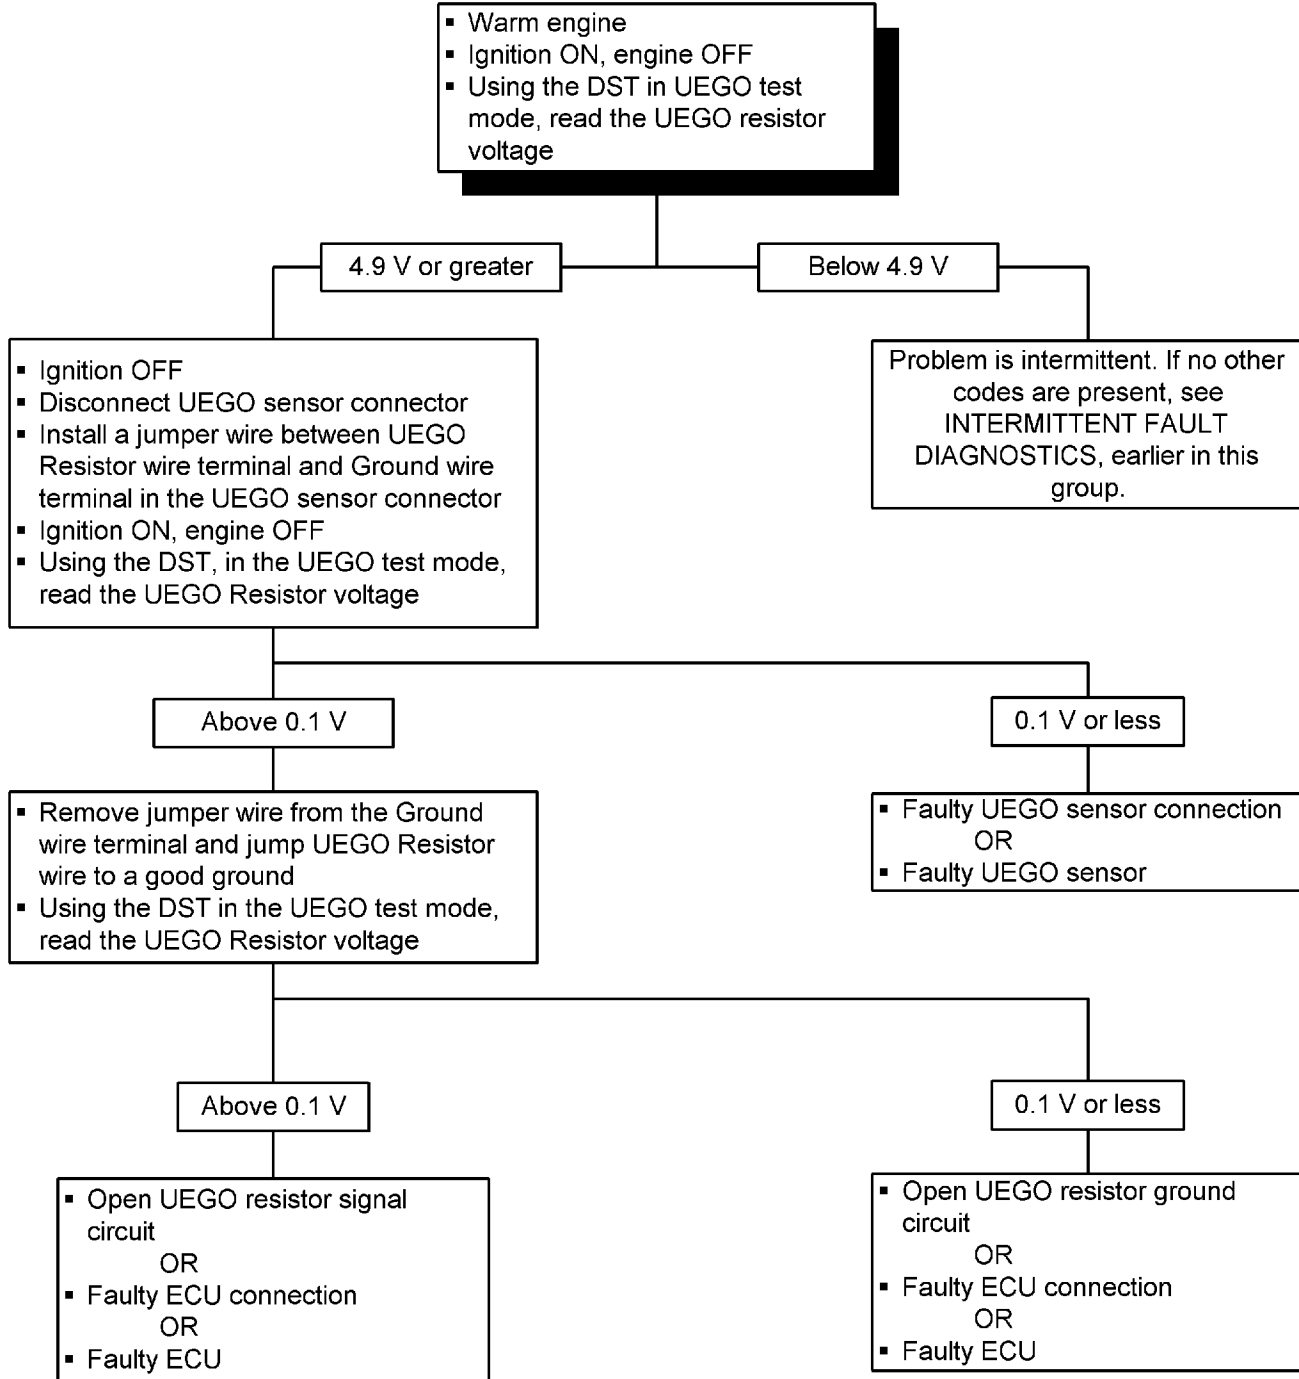 ▪ Warm engine
▪ Ignition ON, engine OFF
▪ Using the DST in UEGO test
mode, read the UEGO resistor
voltage
4.9 V or greater
Below 4.9 V
▪ Ignition OFF
▪ Disconnect UEGO sensor connector
▪ Install a jumper wire between UEGO
Resistor wire terminal and Ground wire
terminal in the UEGO sensor connector
▪ Ignition ON, engine OFF
▪ Using the DST, in the UEGO test mode,
read the UEGO Resistor voltage
Problem is intermittent. If no other
codes are present, see
INTERMITTENT FAULT
DIAGNOSTICS, earlier in this
group.
Above 0.1 V
0.1 V or less
▪ Remove jumper wire from the Ground
wire terminal and jump UEGO Resistor
wire to a good ground
▪ Using the DST in the UEGO test mode,
read the UEGO Resistor voltage
▪ Faulty UEGO sensor connection
OR
▪ Faulty UEGO sensor
Above 0.1 V
0.1 V or less
▪ Open UEGO resistor signal
circuit
OR
▪ Faulty ECU connection
OR
▪ Faulty ECU
▪ Open UEGO resistor ground
circuit
OR
▪ Faulty ECU connection
OR
▪ Faulty ECU